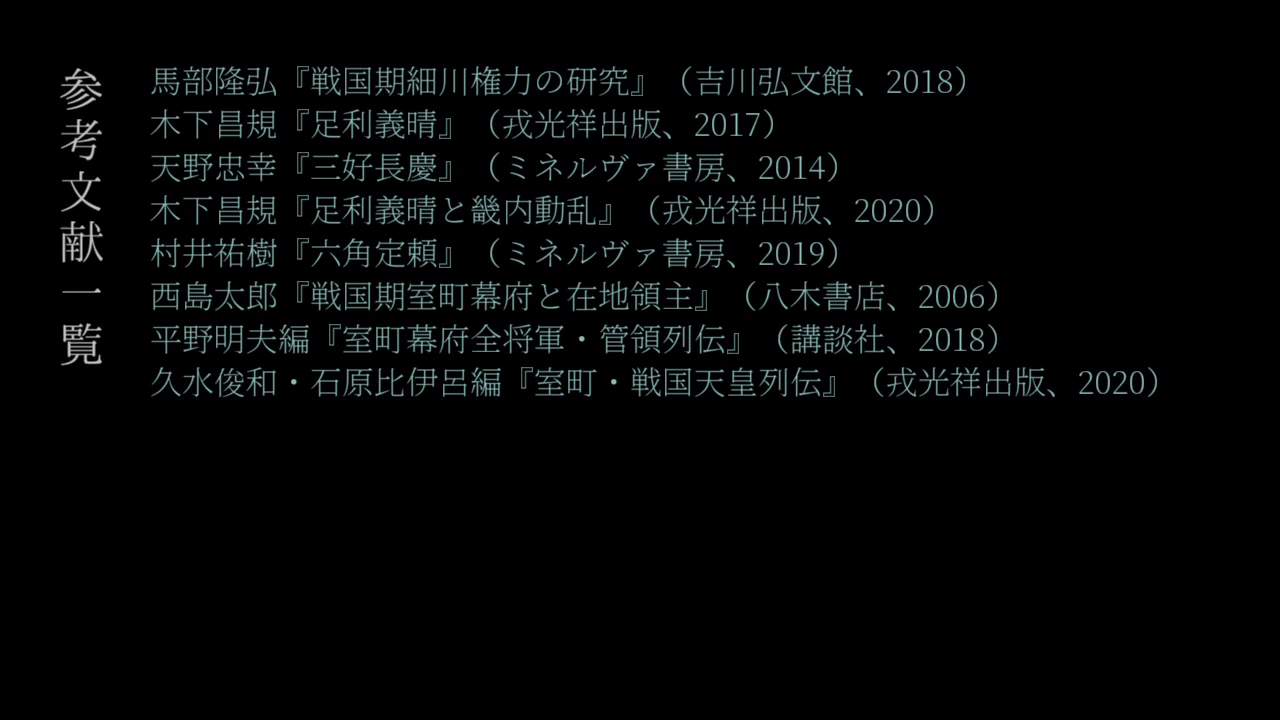 参考文献一覧
馬部隆弘『戦国期細川権力の研究』（吉川弘文館、2018）
木下昌規『足利義晴』（戎光祥出版、2017）
天野忠幸『三好長慶』（ミネルヴァ書房、2014）
木下昌規『足利義晴と畿内動乱』（戎光祥出版、2020）
村井祐樹『六角定頼』（ミネルヴァ書房、2019）
西島太郎『戦国期室町幕府と在地領主』（八木書店、2006）
平野明夫編『室町幕府全将軍・管領列伝』（講談社、2018）
久水俊和・石原比伊呂編『室町・戦国天皇列伝』（戎光祥出版、2020）